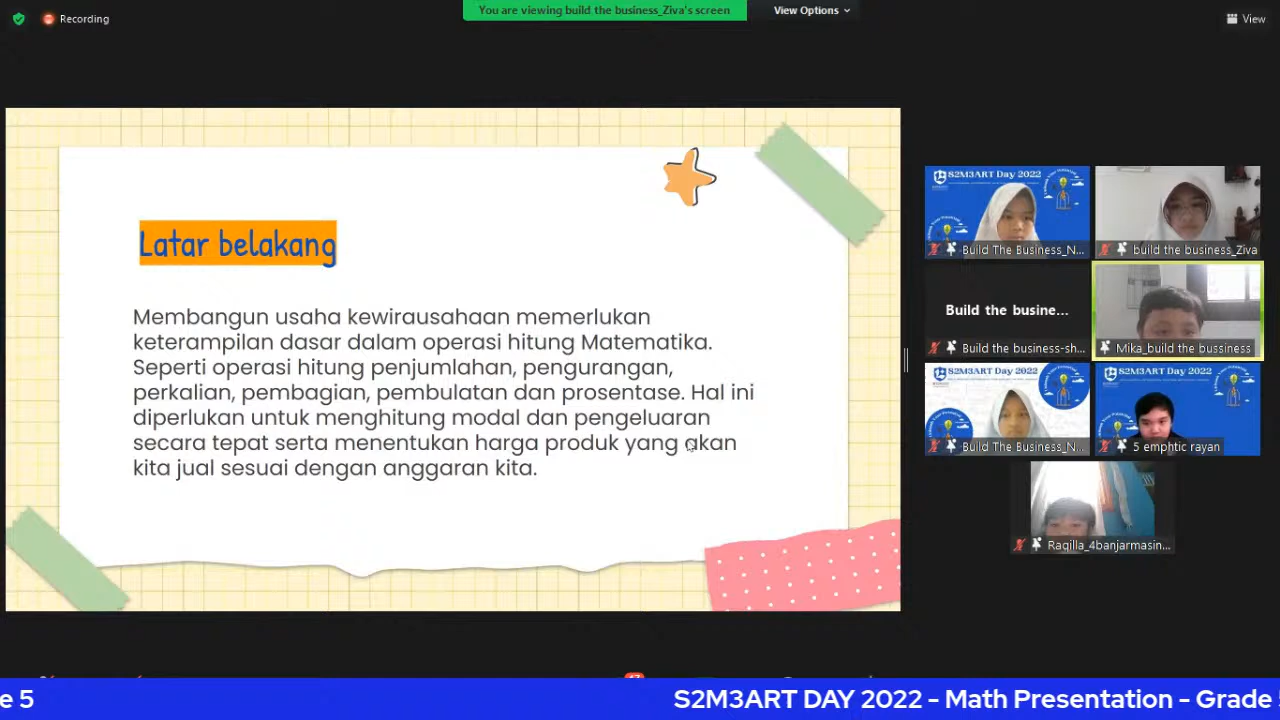 Recording
You are viewing build the business_Ziva's screen
View Options
View
Latar belakang
Membangun usaha kewirausahaan memerlukan
keterampilan dasar dalam operasi hitung Matematika.
Seperti operasi hitung penjumlahan, pengurangan,
perkalian, pembagian, pembulatan dan prosentase. Hal ini
diperlukan untuk menghitung modal dan pengeluaran
secara tepat serta menentukan harga produk yang akan
kita jual sesuai dengan anggaran kita.
S2M3ART Day 2022
Build The Business_N...
build the business_Ziva
Build the busine...
Build the business-sh...
Mika_build the bussiness
S2M3ART Day 2022
Build The Business_N...
S2M3ART Day 2022
5 emphtic rayan
Raqilla_4banjarmasin...
e 5
S2M3ART DAY 2022 - Math Presentation - Grade